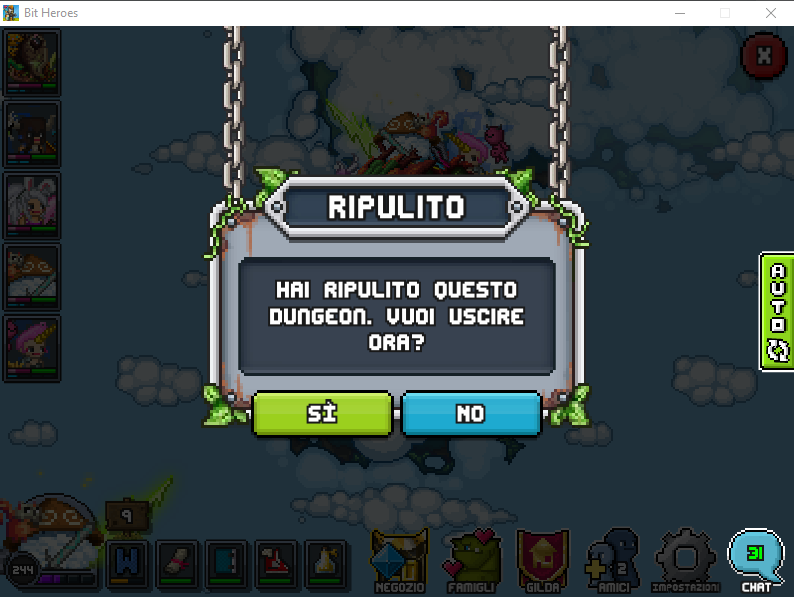 Bit Heroes
X
RIPULITO
HAI RIPULITO QUESTO
DUNGEON. VUOI USCIRE
ORA?
SÌ
NO
AUTO
9
244
W
NEGOZIO
FAMIGLI
GILDA
2
AMICI
IMPOSTAZIONI
31
CHAT